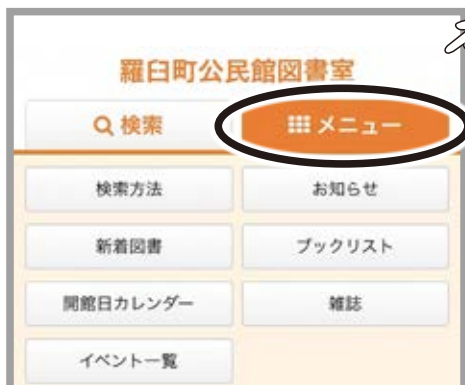 羅臼町公民館図書室
検索 メニュー
検索方法 お知らせ
新着図書 ブックリスト
開館日カレンダー 雑誌
イベント一覧